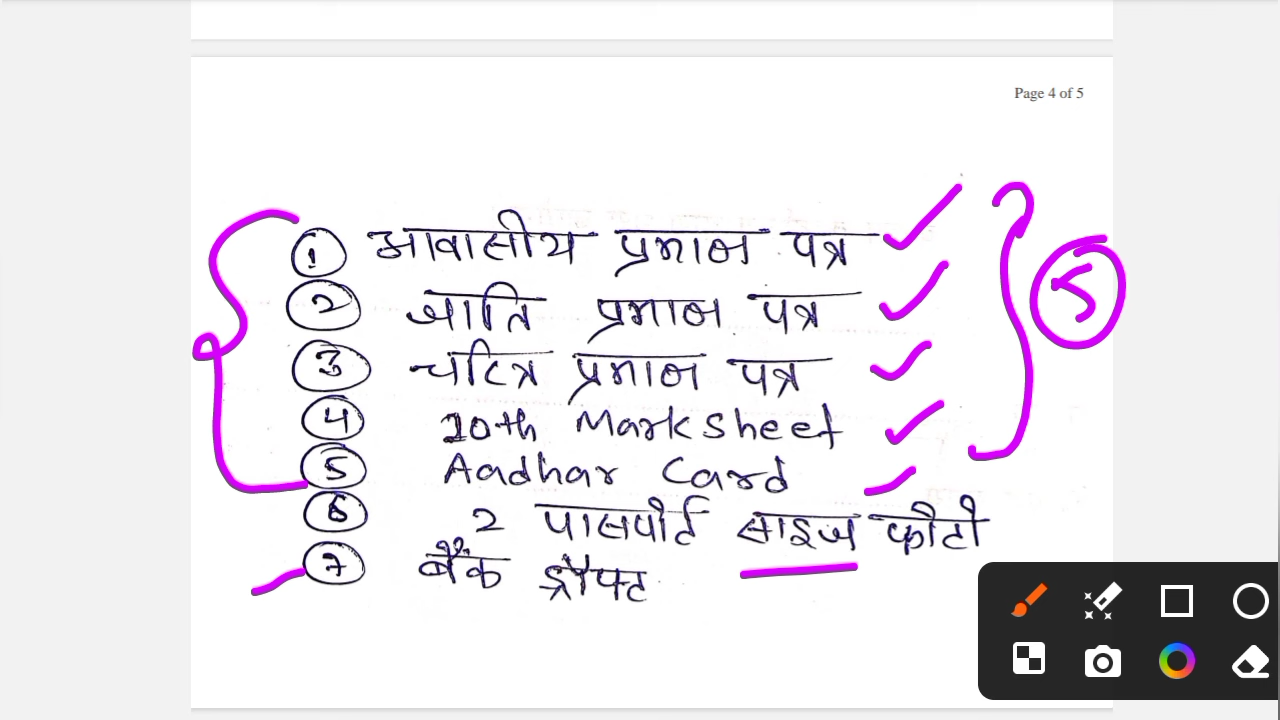 Page 4 of 5
1 आवासीय प्रमाण पत्र
2 जाति प्रमाण पत्र
3 चरित्र प्रमाण पत्र
4 10th Marksheet
5 Aadhar Card
6 2 पासपोर्ट साइज फोटो
7 बैंक ड्रॉफ्ट
5